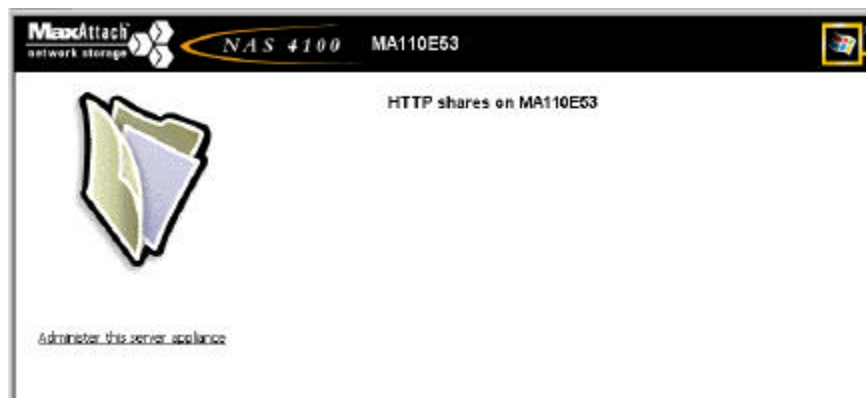 MaxAttach
network storage
NAS 4100
MA110E53
HTTP shares on MA110E53
Administer this server appliance